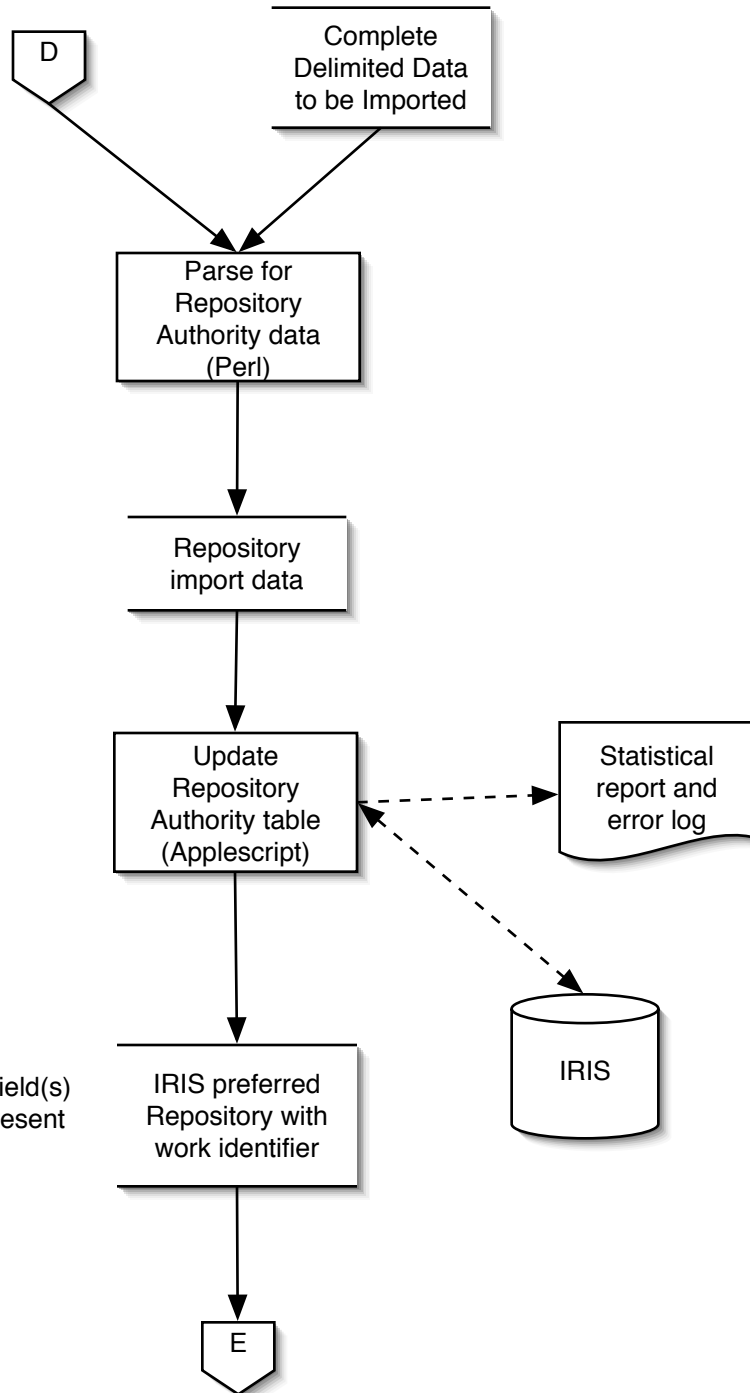 D
Complete
Delimited Data
to be Imported
Parse for
Repository
Authority data
(Perl)
Repository
import data
Update
Repository
Authority table
(Applescript)
Statistical
report and
error log
IRIS
IRIS preferred
Repository with
work identifier
E